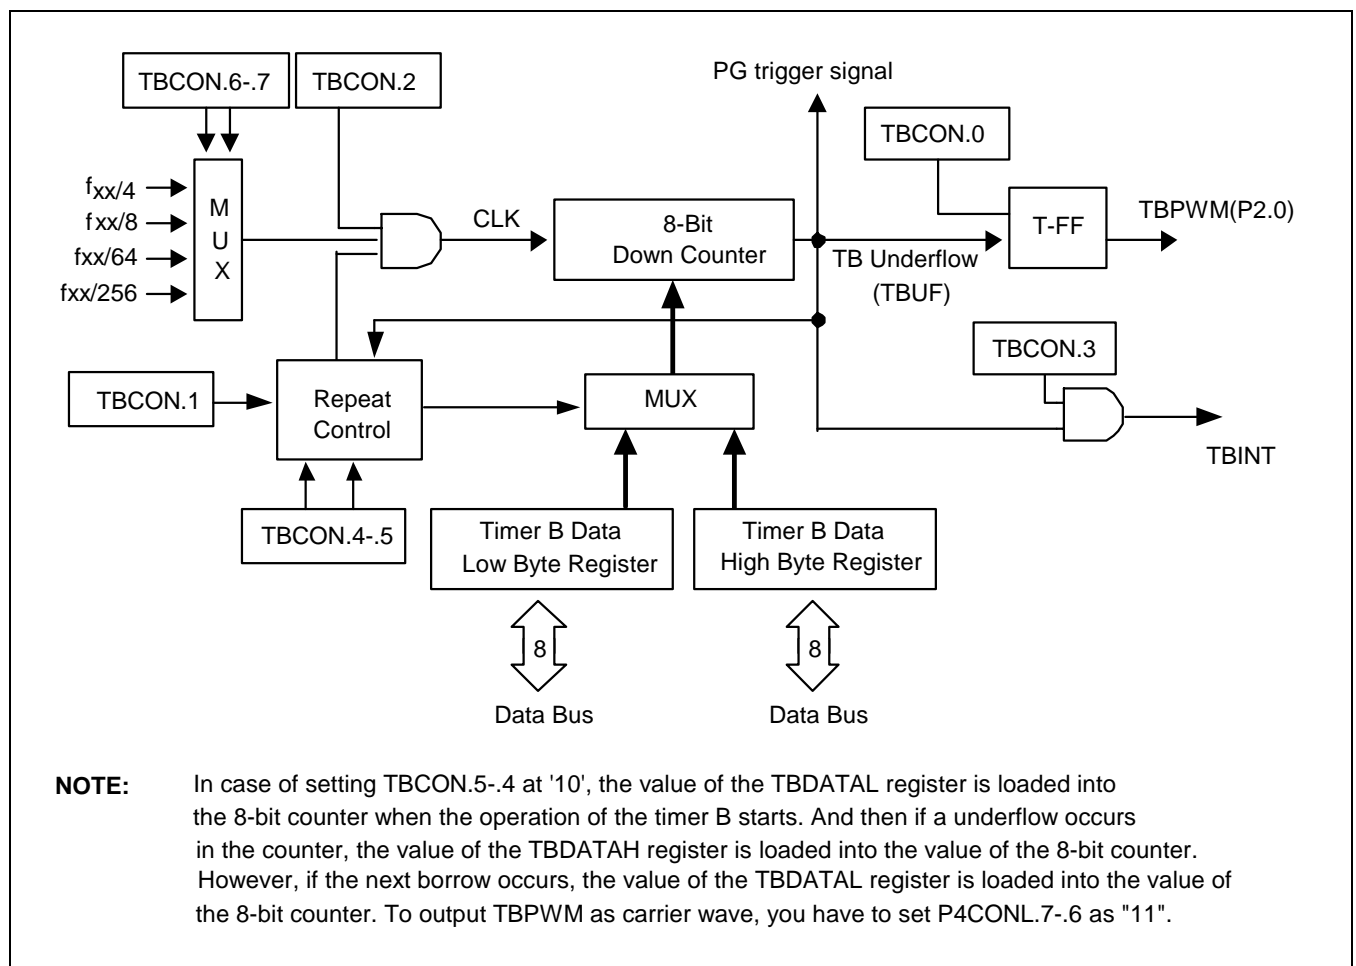 TBCON.6-.7
TBCON.2
PG trigger signal
TBCON.0
fxx/4
fxx/8
fxx/64
fxx/256
M
U
X
CLK
8-Bit
Down Counter
TB Underflow
(TBUF)
T-FF
TBPWM(P2.0)
TBCON.3
TBCON.1
Repeat
Control
MUX
TBINT
TBCON.4-.5
Timer B Data
Low Byte Register
Timer B Data
High Byte Register
8
8
Data Bus
Data Bus
NOTE: In case of setting TBCON.5-.4 at '10', the value of the TBDATAL register is loaded into
the 8-bit counter when the operation of the timer B starts. And then if a underflow occurs
in the counter, the value of the TBDATAH register is loaded into the value of the 8-bit counter.
However, if the next borrow occurs, the value of the TBDATAL register is loaded into the value of
the 8-bit counter. To output TBPWM as carrier wave, you have to set P4CONL.7-.6 as "11".